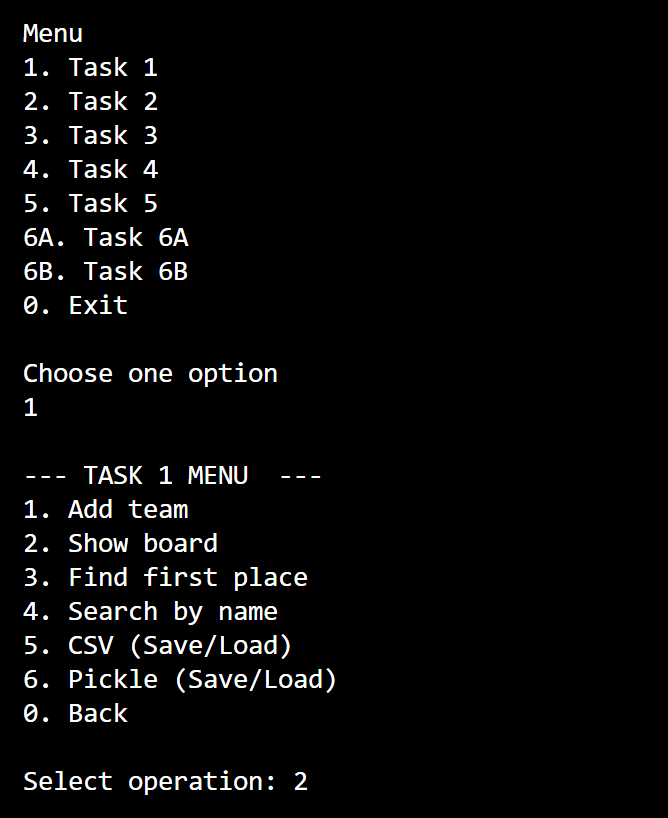 Menu
1. Task 1
2. Task 2
3. Task 3
4. Task 4
5. Task 5
6A. Task 6A
6B. Task 6B
0. Exit
Choose one option
1
--- TASK 1 MENU  ---
1. Add team
2. Show board
3. Find first place
4. Search by name
5. CSV (Save/Load)
6. Pickle (Save/Load)
0. Back
Select operation: 2